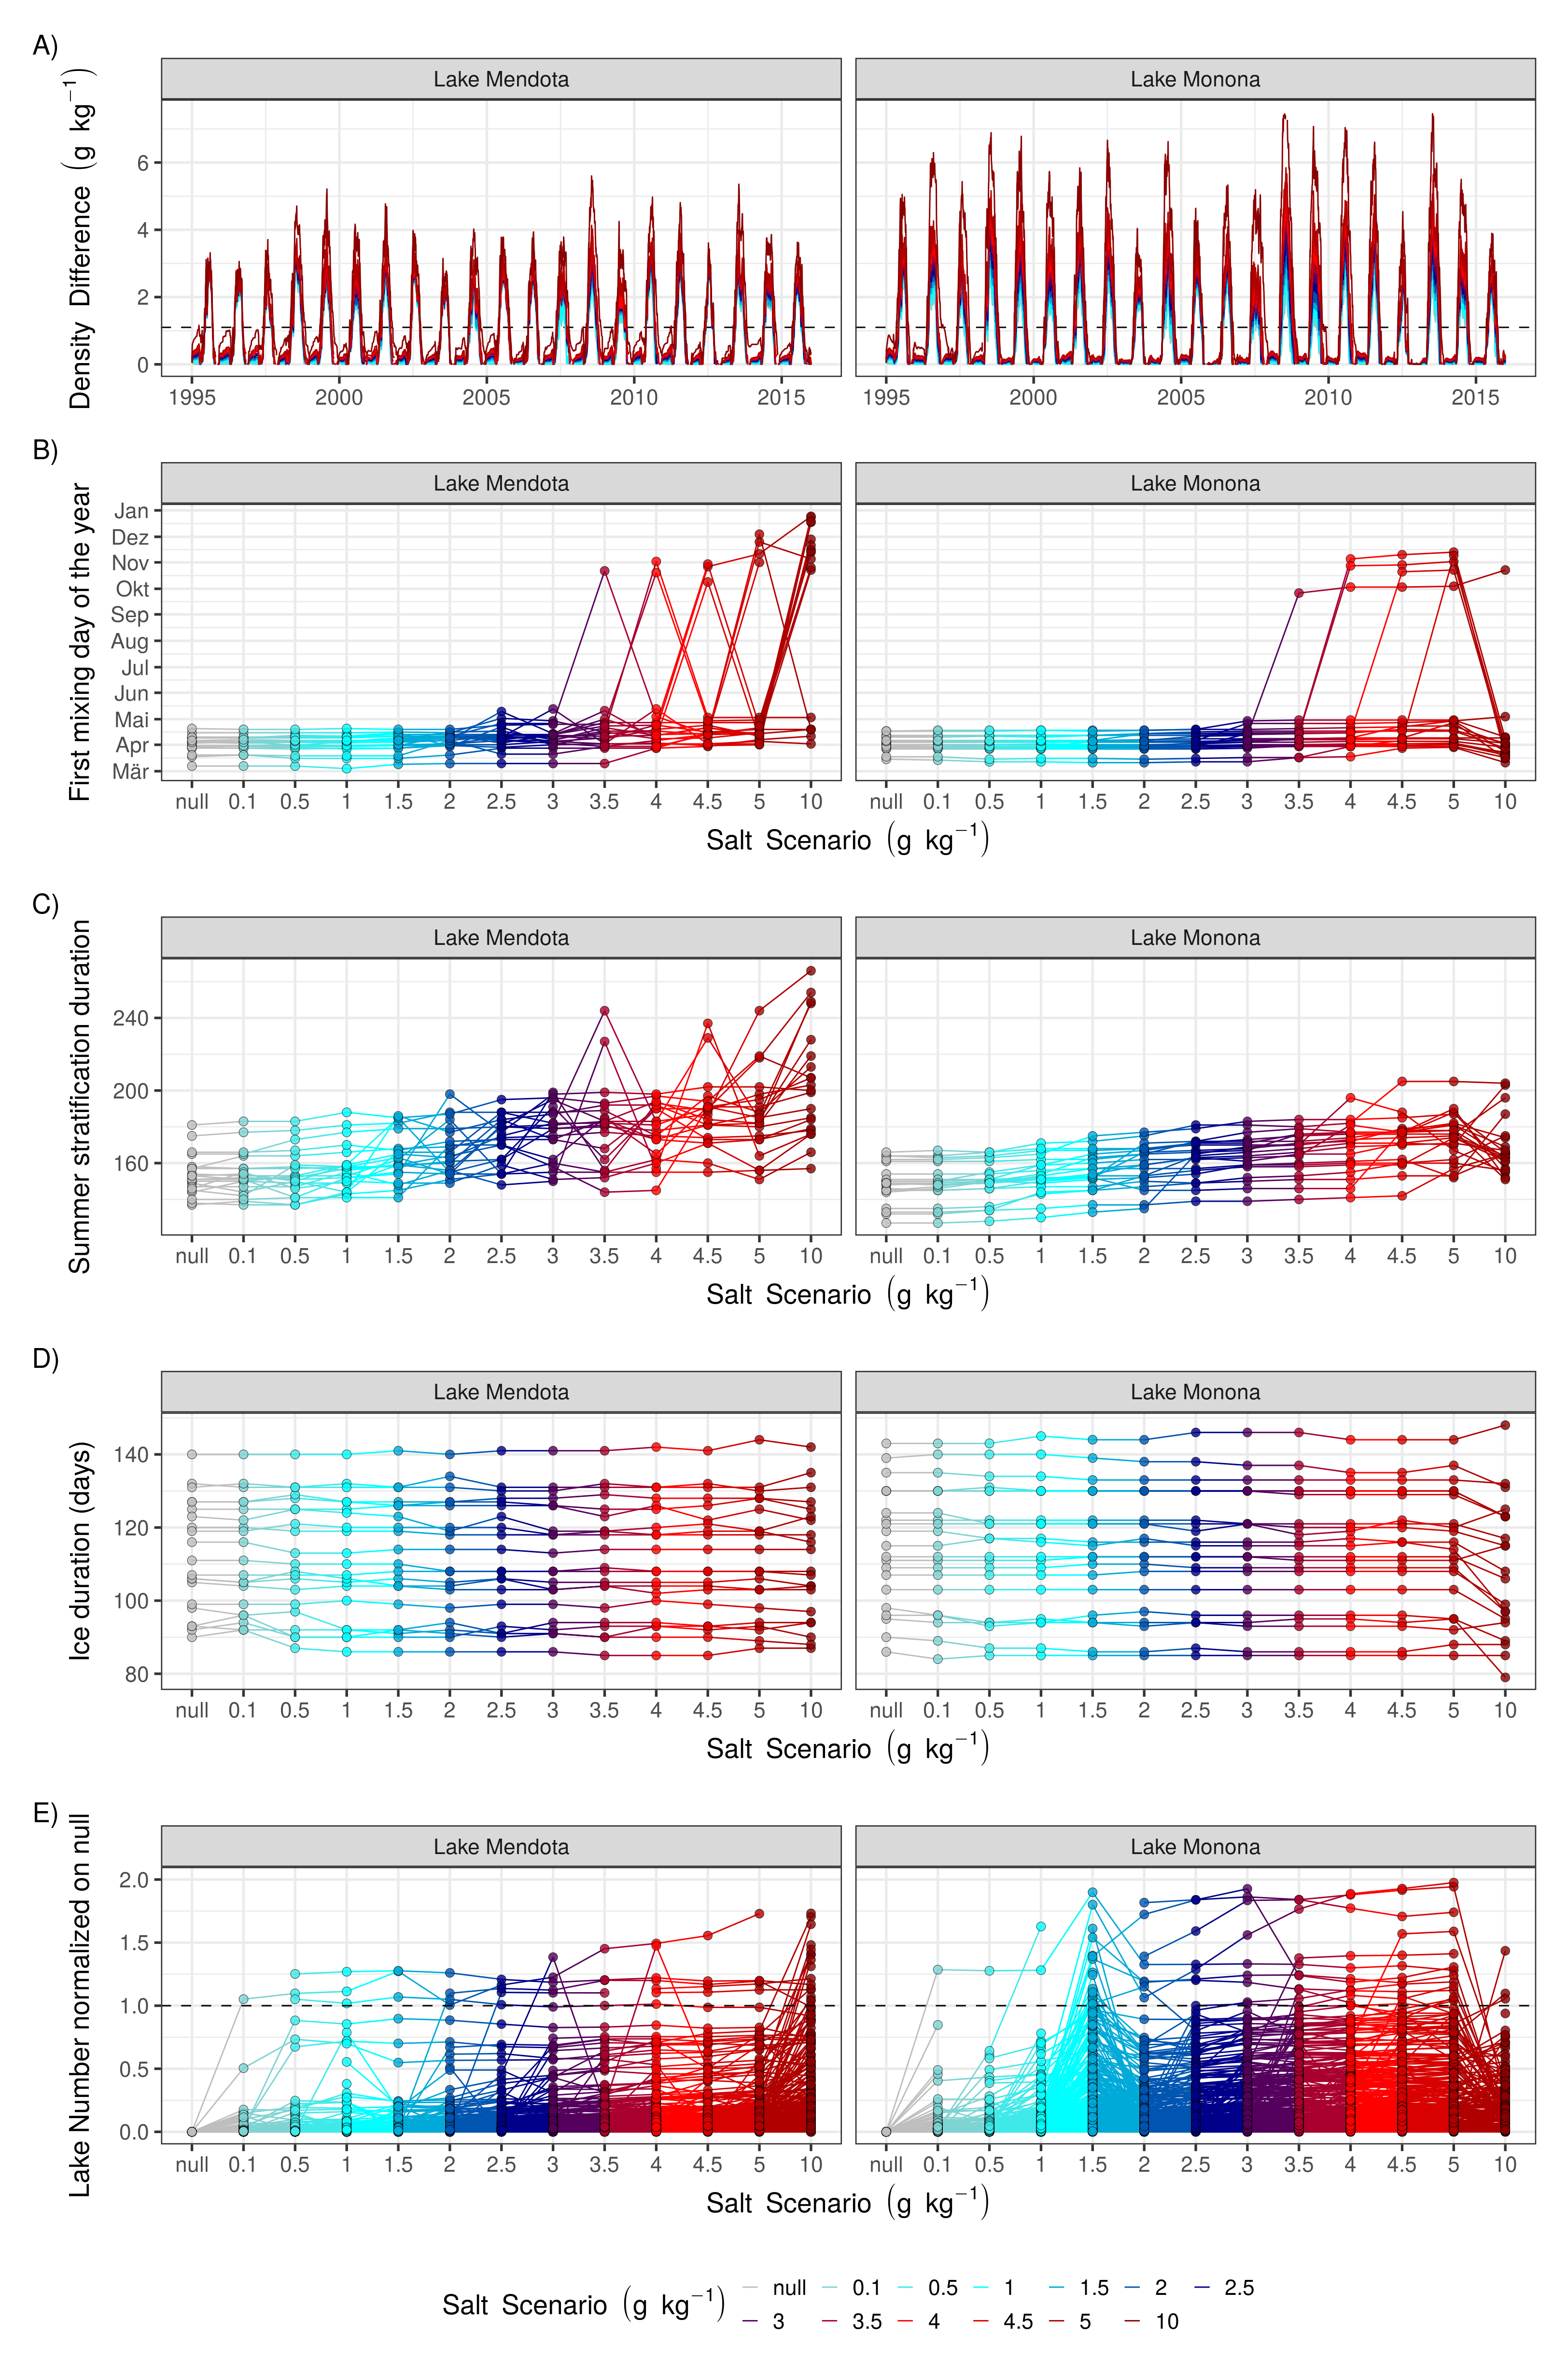 A)
Lake Mendota Lake Monona
Density Difference (g kg⁻¹)
6
4
2
0
1995 2000 2005 2010 2015 1995 2000 2005 2010 2015
B)
Lake Mendota Lake Monona
First mixing day of the year
Jan
Dez
Nov
Okt
Sep
Aug
Jul
Jun
Mai
Apr
Mär
null 0.1 0.5 1 1.5 2 2.5 3 3.5 4 4.5 5 10 null 0.1 0.5 1 1.5 2 2.5 3 3.5 4 4.5 5 10
Salt Scenario (g kg⁻¹)
C)
Lake Mendota Lake Monona
Summer stratification duration
240
200
160
null 0.1 0.5 1 1.5 2 2.5 3 3.5 4 4.5 5 10 null 0.1 0.5 1 1.5 2 2.5 3 3.5 4 4.5 5 10
Salt Scenario (g kg⁻¹)
D)
Lake Mendota Lake Monona
Ice duration (days)
140
120
100
80
null 0.1 0.5 1 1.5 2 2.5 3 3.5 4 4.5 5 10 null 0.1 0.5 1 1.5 2 2.5 3 3.5 4 4.5 5 10
Salt Scenario (g kg⁻¹)
E)
Lake Mendota Lake Monona
Lake Number normalized on null
2.0
1.5
1.0
0.5
0.0
null 0.1 0.5 1 1.5 2 2.5 3 3.5 4 4.5 5 10 null 0.1 0.5 1 1.5 2 2.5 3 3.5 4 4.5 5 10
Salt Scenario (g kg⁻¹)
Salt Scenario (g kg⁻¹)
null 0.1 0.5 1 1.5 2 2.5
3 3.5 4 4.5 5 10